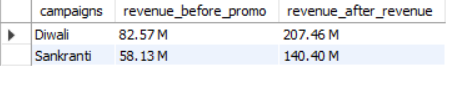 campaigns revenue_before_promo revenue_after_revenue
Diwali 82.57 M 207.46 M
Sankranti 58.13 M 140.40 M